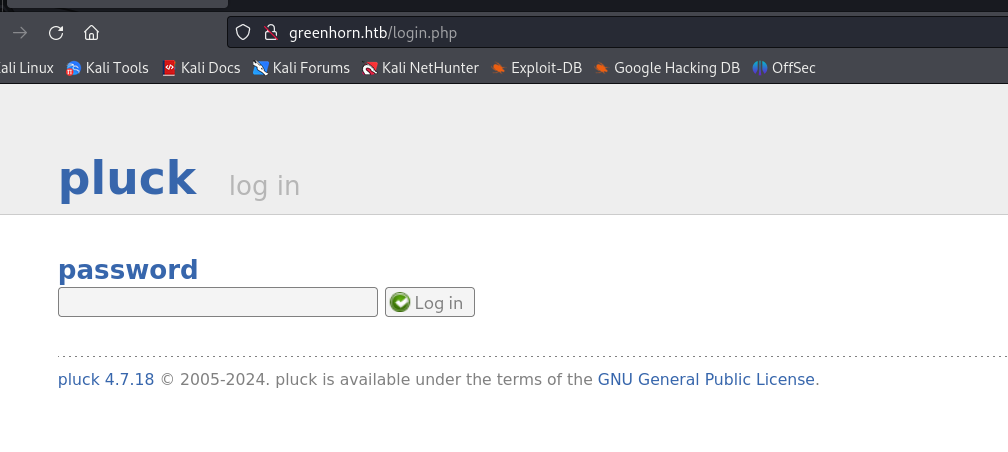 greenhorn.htb/login.php
ali Linux Kali Tools Kali Docs Kali Forums Kali NetHunter Exploit-DB Google Hacking DB OffSec
pluck log in
password
Log in
pluck 4.7.18 © 2005-2024. pluck is available under the terms of the GNU General Public License.